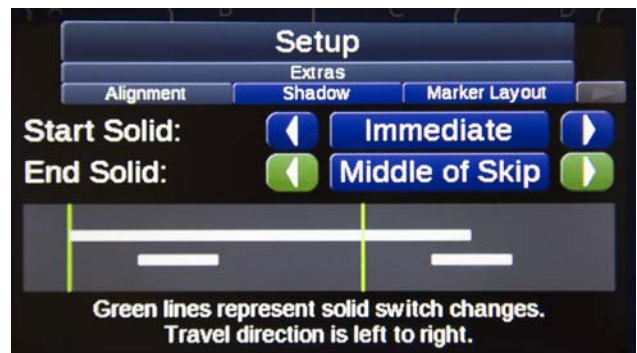 A B C D
Setup
Extras
Alignment Shadow Marker Layout
Start Solid: Immediate
End Solid: Middle of Skip
Green lines represent solid switch changes.
Travel direction is left to right.